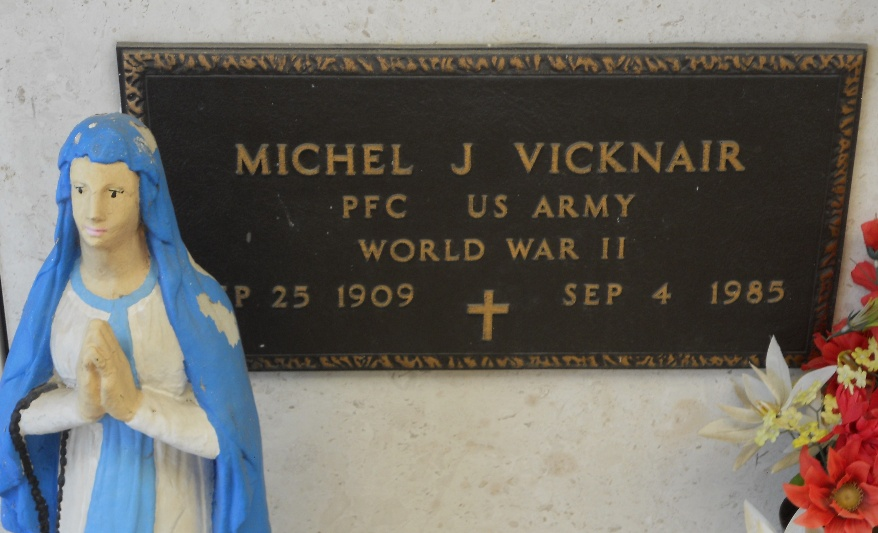 MICHEL J VICKNAIR
PFC US ARMY
WORLD WAR II
25 1909 SEP 4 1985